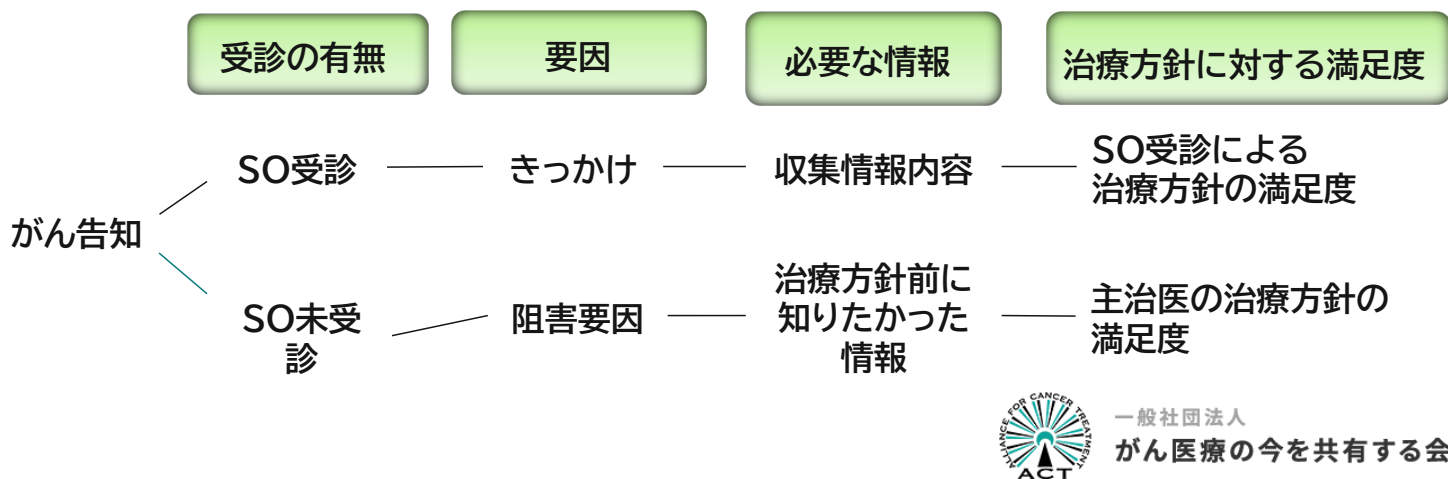 受診の有無
要因
必要な情報
治療方針に対する満足度
がん告知
SO受診
きっかけ
収集情報内容
SO受診による
治療方針の満足度
SO未受
診
阻害要因
治療方針前に
知りたかった
情報
主治医の治療方針の
満足度
ALLIANCE FOR CANCER TREATMENT
ACT
一般社団法人
がん医療の今を共有する会